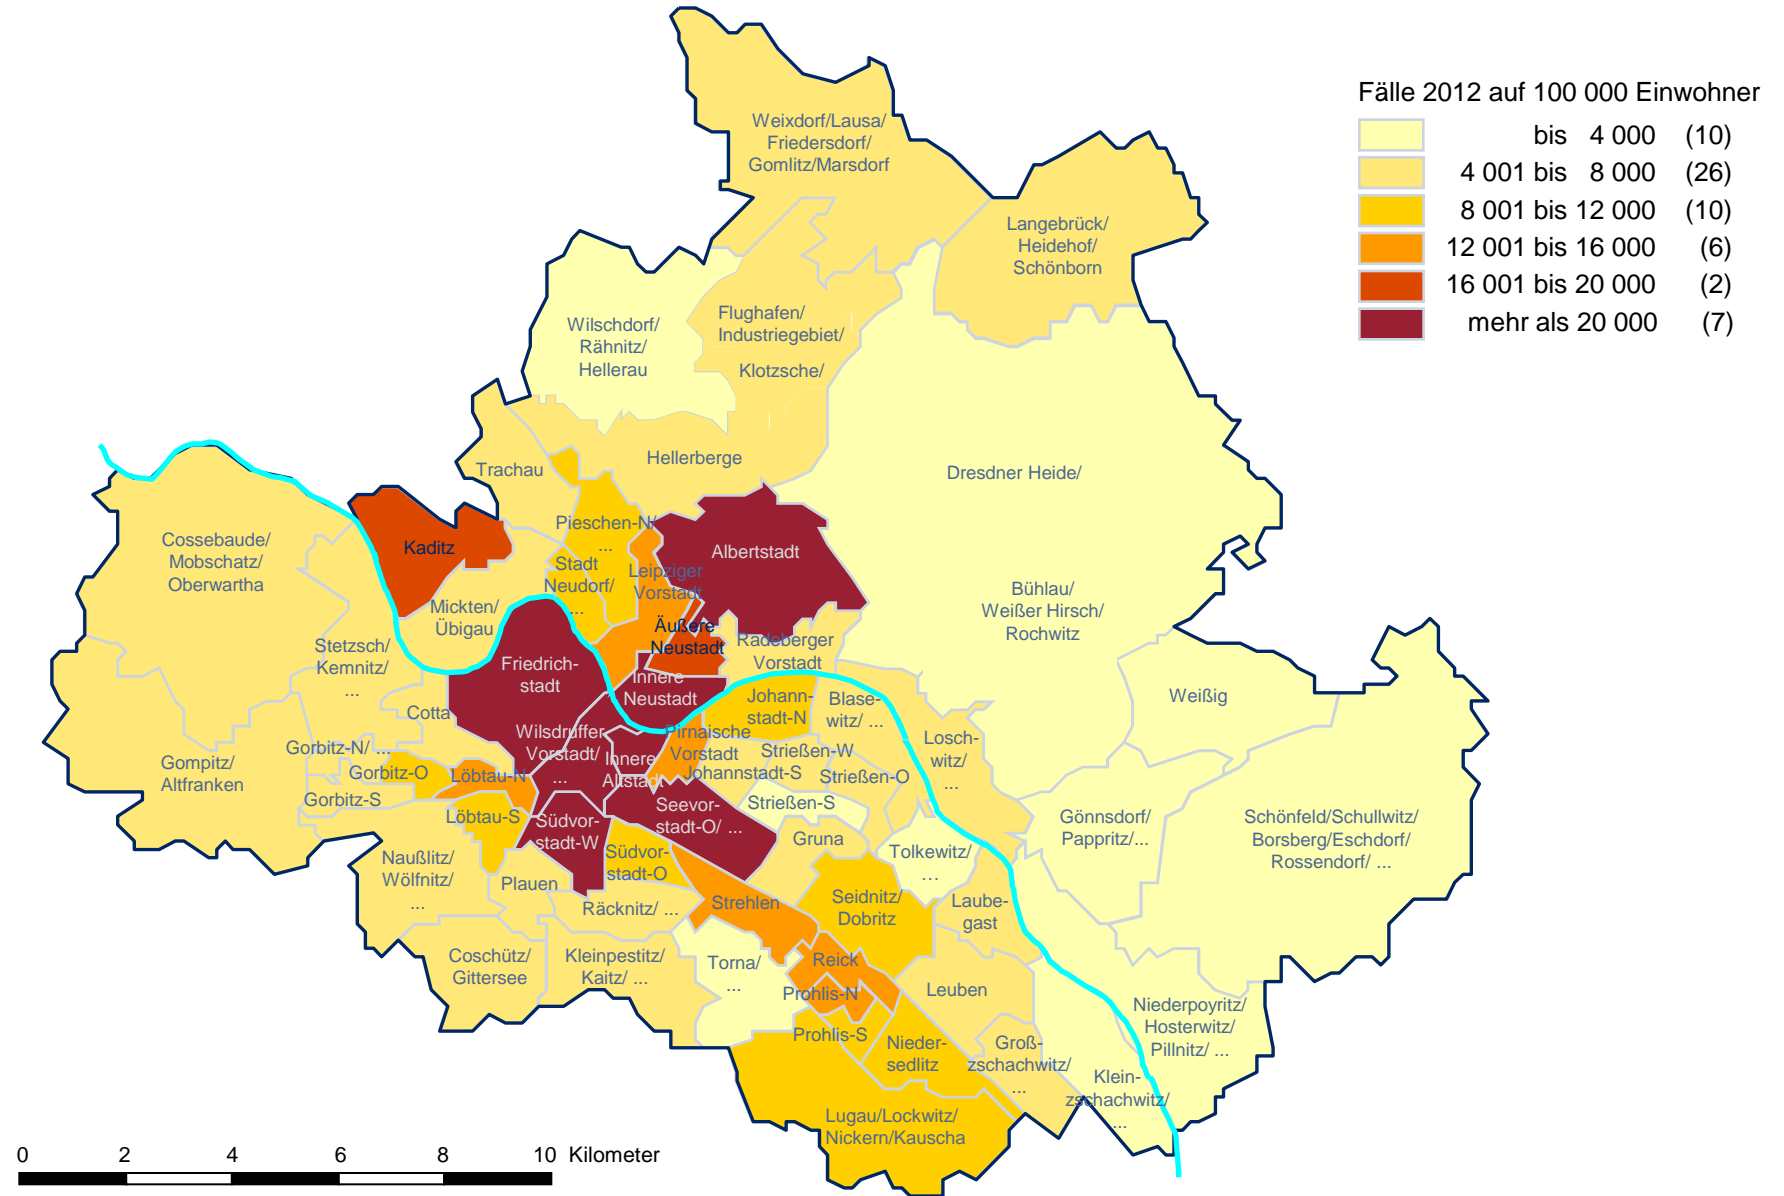 Fälle 2012 auf 100 000 Einwohner
bis 4 000 (10)
4 001 bis 8 000 (26)
8 001 bis 12 000 (10)
12 001 bis 16 000 (6)
16 001 bis 20 000 (2)
mehr als 20 000 (7)
Weixdorf/Lausa/
Friedersdorf/
Gomlitz/Marsdorf
Langebrück/
Heidehof/
Schönborn
Wilschdorf/
Rähnitz/
Hellerau
Flughafen/
Industriegebiet/
Klotzsche/
Hellerberge
Trachau
Dresdner Heide/
Bühlau/
Weißer Hirsch/
Rochwitz
Cossebaude/
Mobschatz/
Oberwartha
Kaditz
Pieschen-N/
...
Albertstadt
Stadt
Neudorf/
...
Leipziger
Vorstadt
Mickten/
Übigau
Äußere
Neustadt
Radeberger
Vorstadt
Stetzsch/
Kemnitz/
...
Friedrich-
stadt
Innere
Neustadt
Weißig
Cotta
Johann-
stadt-N
Blase-
witz/ ...
Gompitz/
Altfranken
Gorbitz-N/ ...
Wilsdruffer
Vorstadt/
...
Pirnaische
Vorstadt
Losch-
witz/
...
Gorbitz-O
Löbtau-N
Innere
Altstadt
Johannstadt-S
Strießen-W
Strießen-O
Gorbitz-S
Löbtau-S
Südvor-
stadt-W
Seevor-
stadt-O/ ...
Strießen-S
Gönnsdorf/
Pappritz/...
Schönfeld/Schullwitz/
Borsberg/Eschdorf/
Rossendorf/ ...
Naußlitz/
Wölfnitz/
...
Plauen
Südvor-
stadt-O
Gruna
Tolkewitz/
...
Räcknitz/ ...
Strehlen
Seidnitz/
Dobritz
Laube-
gast
Coschütz/
Gittersee
Kleinpestitz/
Kaitz/ ...
Torna/
...
Reick
Prohlis-N
Leuben
Prohlis-S
Nieder-
sedlitz
Groß-
zschachwitz/
...
Niederpoyritz/
Hosterwitz/
Pillnitz/ ...
Klein-
zschachwitz/
...
Lugau/Lockwitz/
Nickern/Kauscha
0 2 4 6 8 10 Kilometer